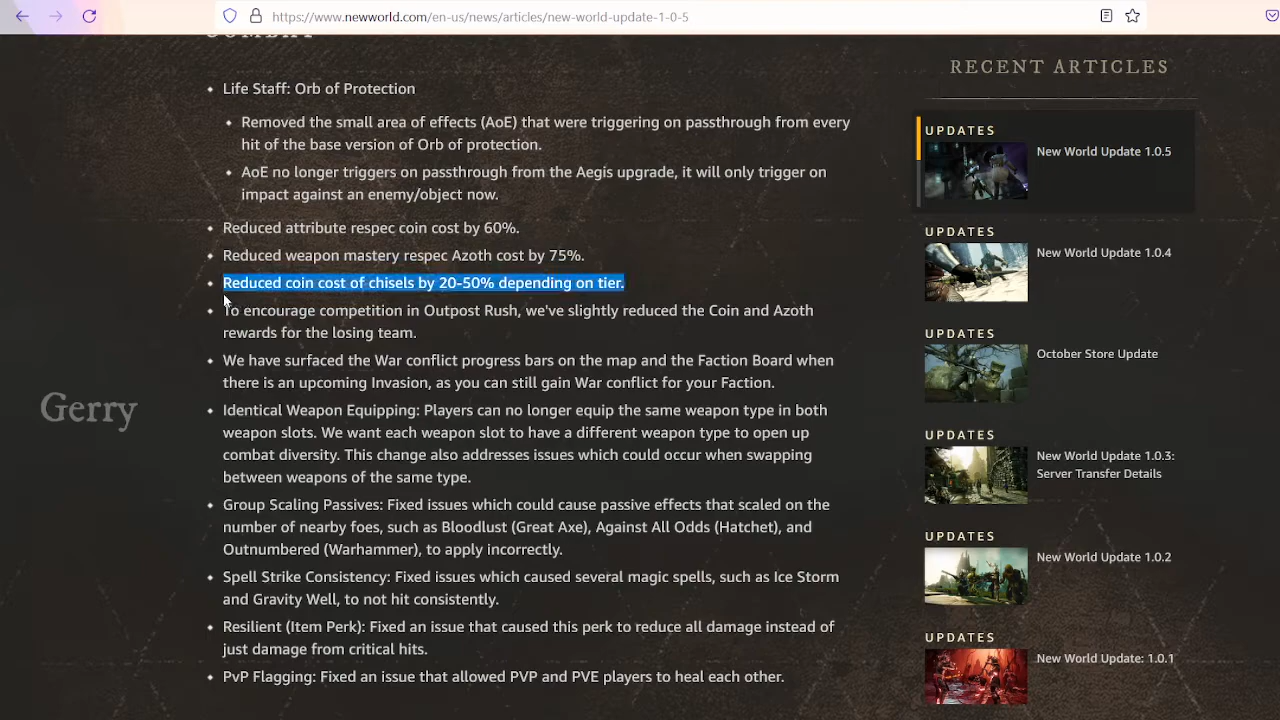 https://www.newworld.com/en-us/news/articles/new-world-update-1-0-5
COMBAT
Life Staff: Orb of Protection
Removed the small area of effects (AoE) that were triggering on passthrough from every
hit of the base version of Orb of protection.
AoE no longer triggers on passthrough from the Aegis upgrade, it will only trigger on
impact against an enemy/object now.
Reduced attribute respec coin cost by 60%.
Reduced weapon mastery respec Azoth cost by 75%.
Reduced coin cost of chisels by 20-50% depending on tier.
To encourage competition in Outpost Rush, we've slightly reduced the Coin and Azoth
rewards for the losing team.
We have surfaced the War conflict progress bars on the map and the Faction Board when
there is an upcoming Invasion, as you can still gain War conflict for your Faction.
Identical Weapon Equipping: Players can no longer equip the same weapon type in both
weapon slots. We want each weapon slot to have a different weapon type to open up
combat diversity. This change also addresses issues which could occur when swapping
between weapons of the same type.
Group Scaling Passives: Fixed issues which could cause passive effects that scaled on the
number of nearby foes, such as Bloodlust (Great Axe), Against All Odds (Hatchet), and
Outnumbered (Warhammer), to apply incorrectly.
Spell Strike Consistency: Fixed issues which caused several magic spells, such as Ice Storm
and Gravity Well, to not hit consistently.
Resilient (Item Perk): Fixed an issue that caused this perk to reduce all damage instead of
just damage from critical hits.
PvP Flagging: Fixed an issue that allowed PVP and PVE players to heal each other.
Gerry
RECENT ARTICLES
UPDATES
New World Update 1.0.5
UPDATES
New World Update 1.0.4
UPDATES
October Store Update
UPDATES
New World Update 1.0.3:
Server Transfer Details
UPDATES
New World Update 1.0.2
UPDATES
New World Update: 1.0.1